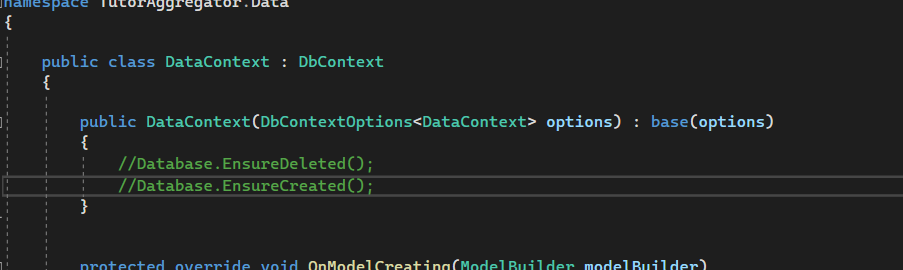 namespace TutorAggregator.Data
{
public class DataContext : DbContext
{
public DataContext(DbContextOptions<DataContext> options) : base(options)
{
//Database.EnsureDeleted();
//Database.EnsureCreated();
}
protected override void OnModelCreating(ModelBuilder modelBuilder)